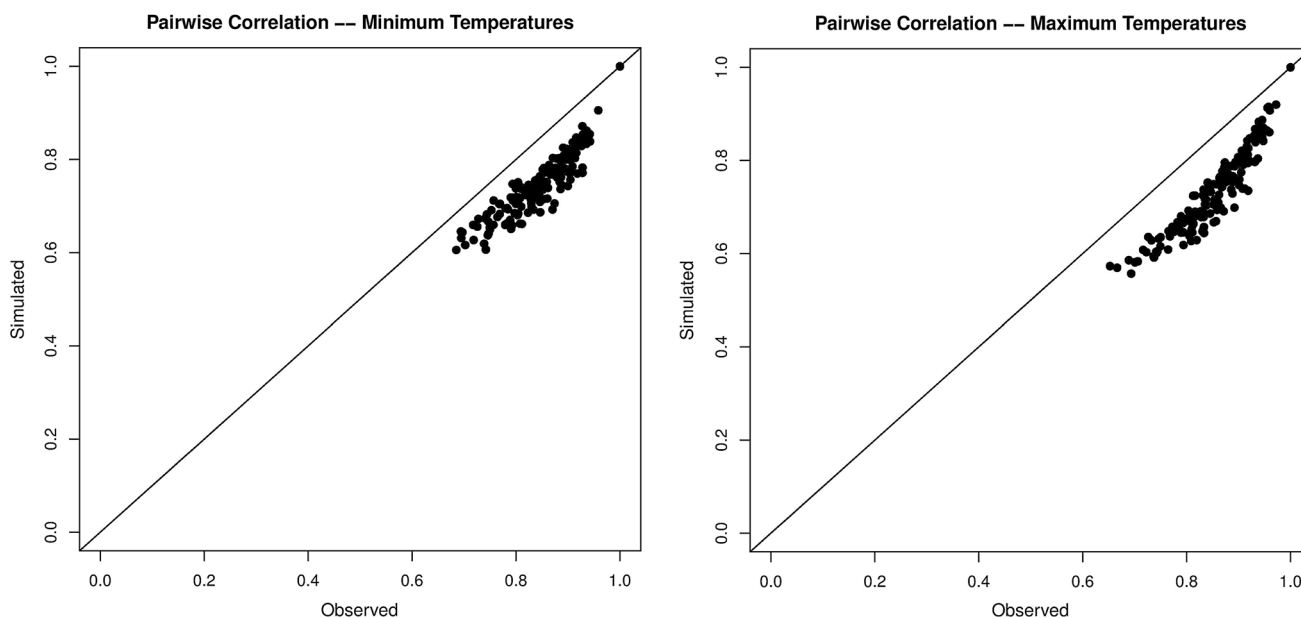 Pairwise Correlation −− Minimum Temperatures
Simulated
1.0
0.8
0.6
0.4
0.2
0.0
0.0 0.2 0.4 0.6 0.8 1.0
Observed
Pairwise Correlation −− Maximum Temperatures
Simulated
1.0
0.8
0.6
0.4
0.2
0.0
0.0 0.2 0.4 0.6 0.8 1.0
Observed